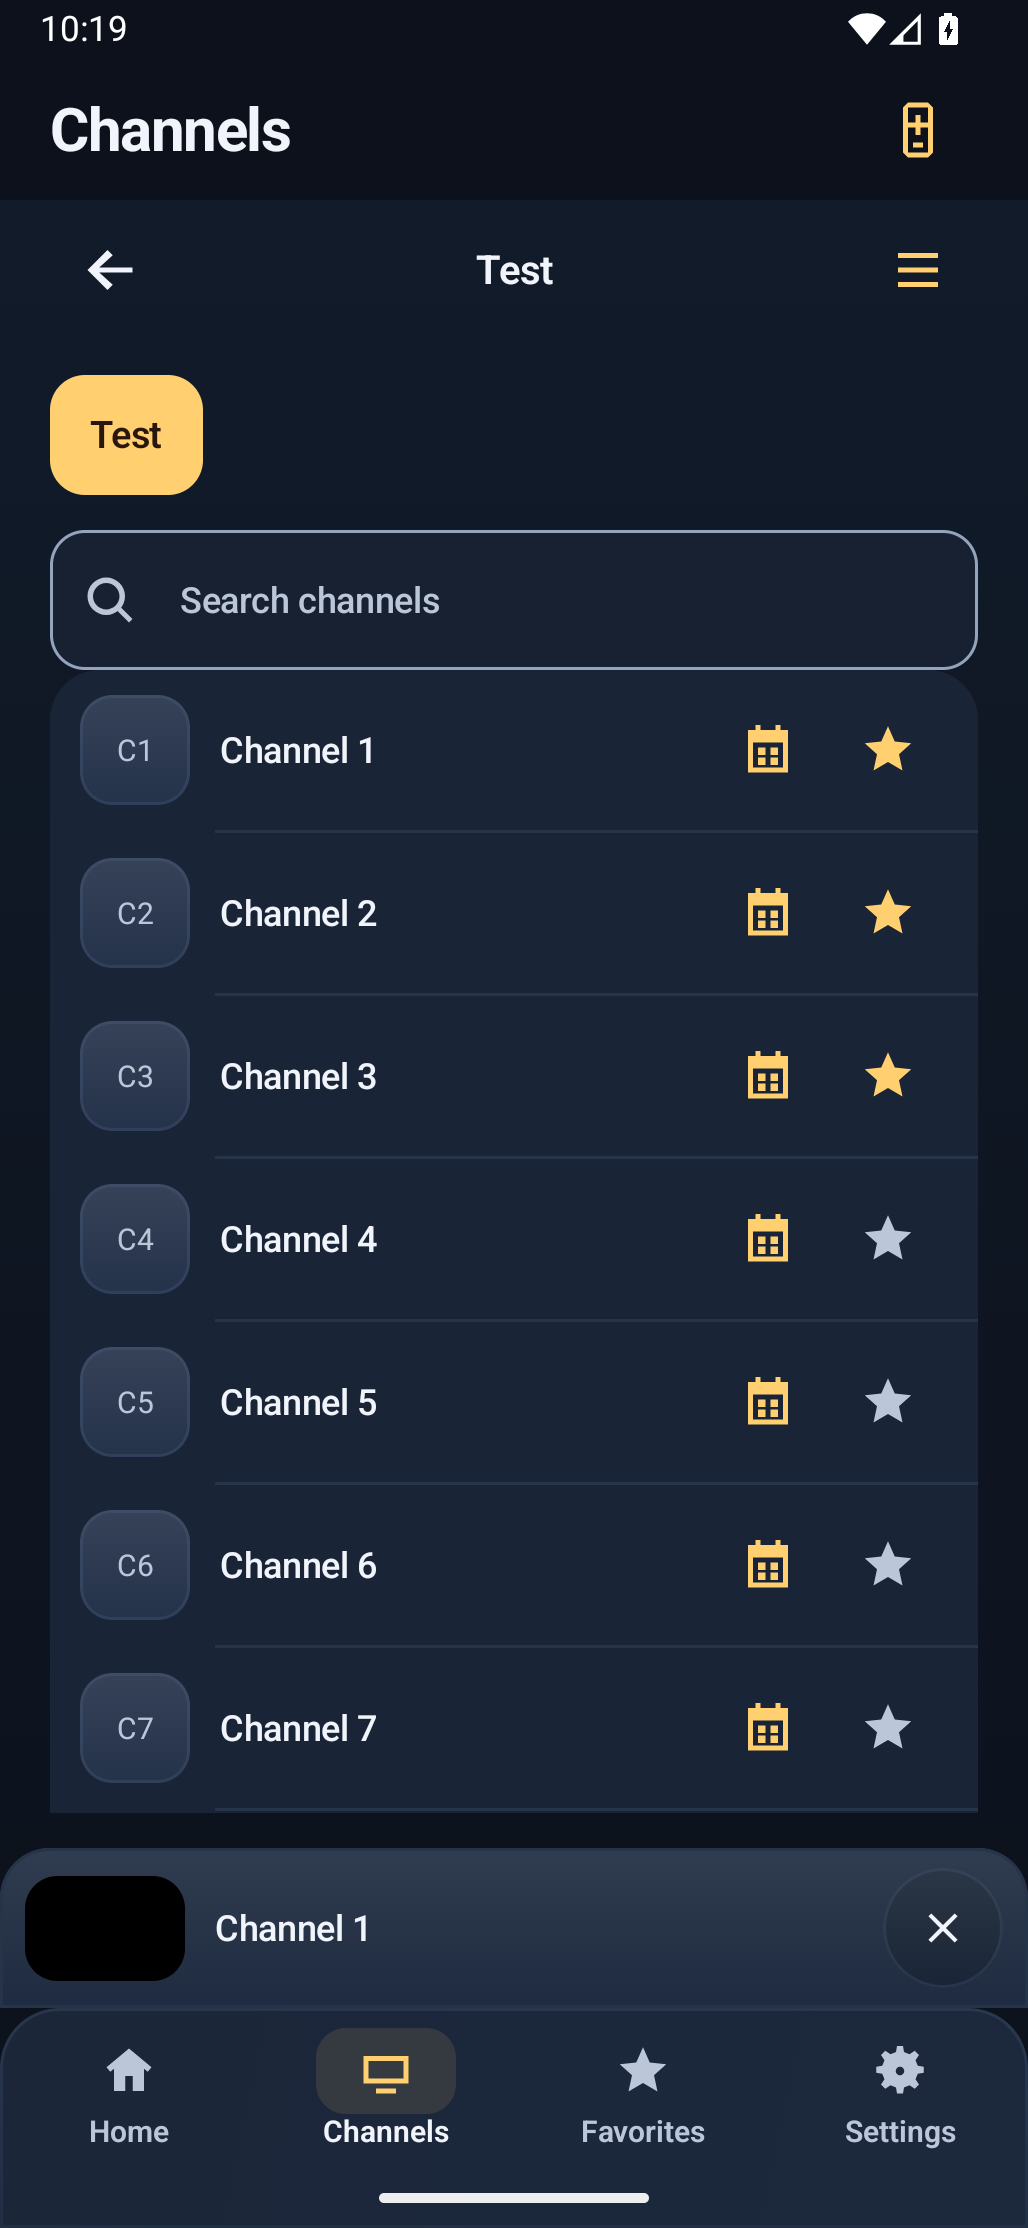 10:19
Channels
Test
Test
Search channels
C1 Channel 1
C2 Channel 2
C3 Channel 3
C4 Channel 4
C5 Channel 5
C6 Channel 6
C7 Channel 7
Channel 1
Home Channels Favorites Settings